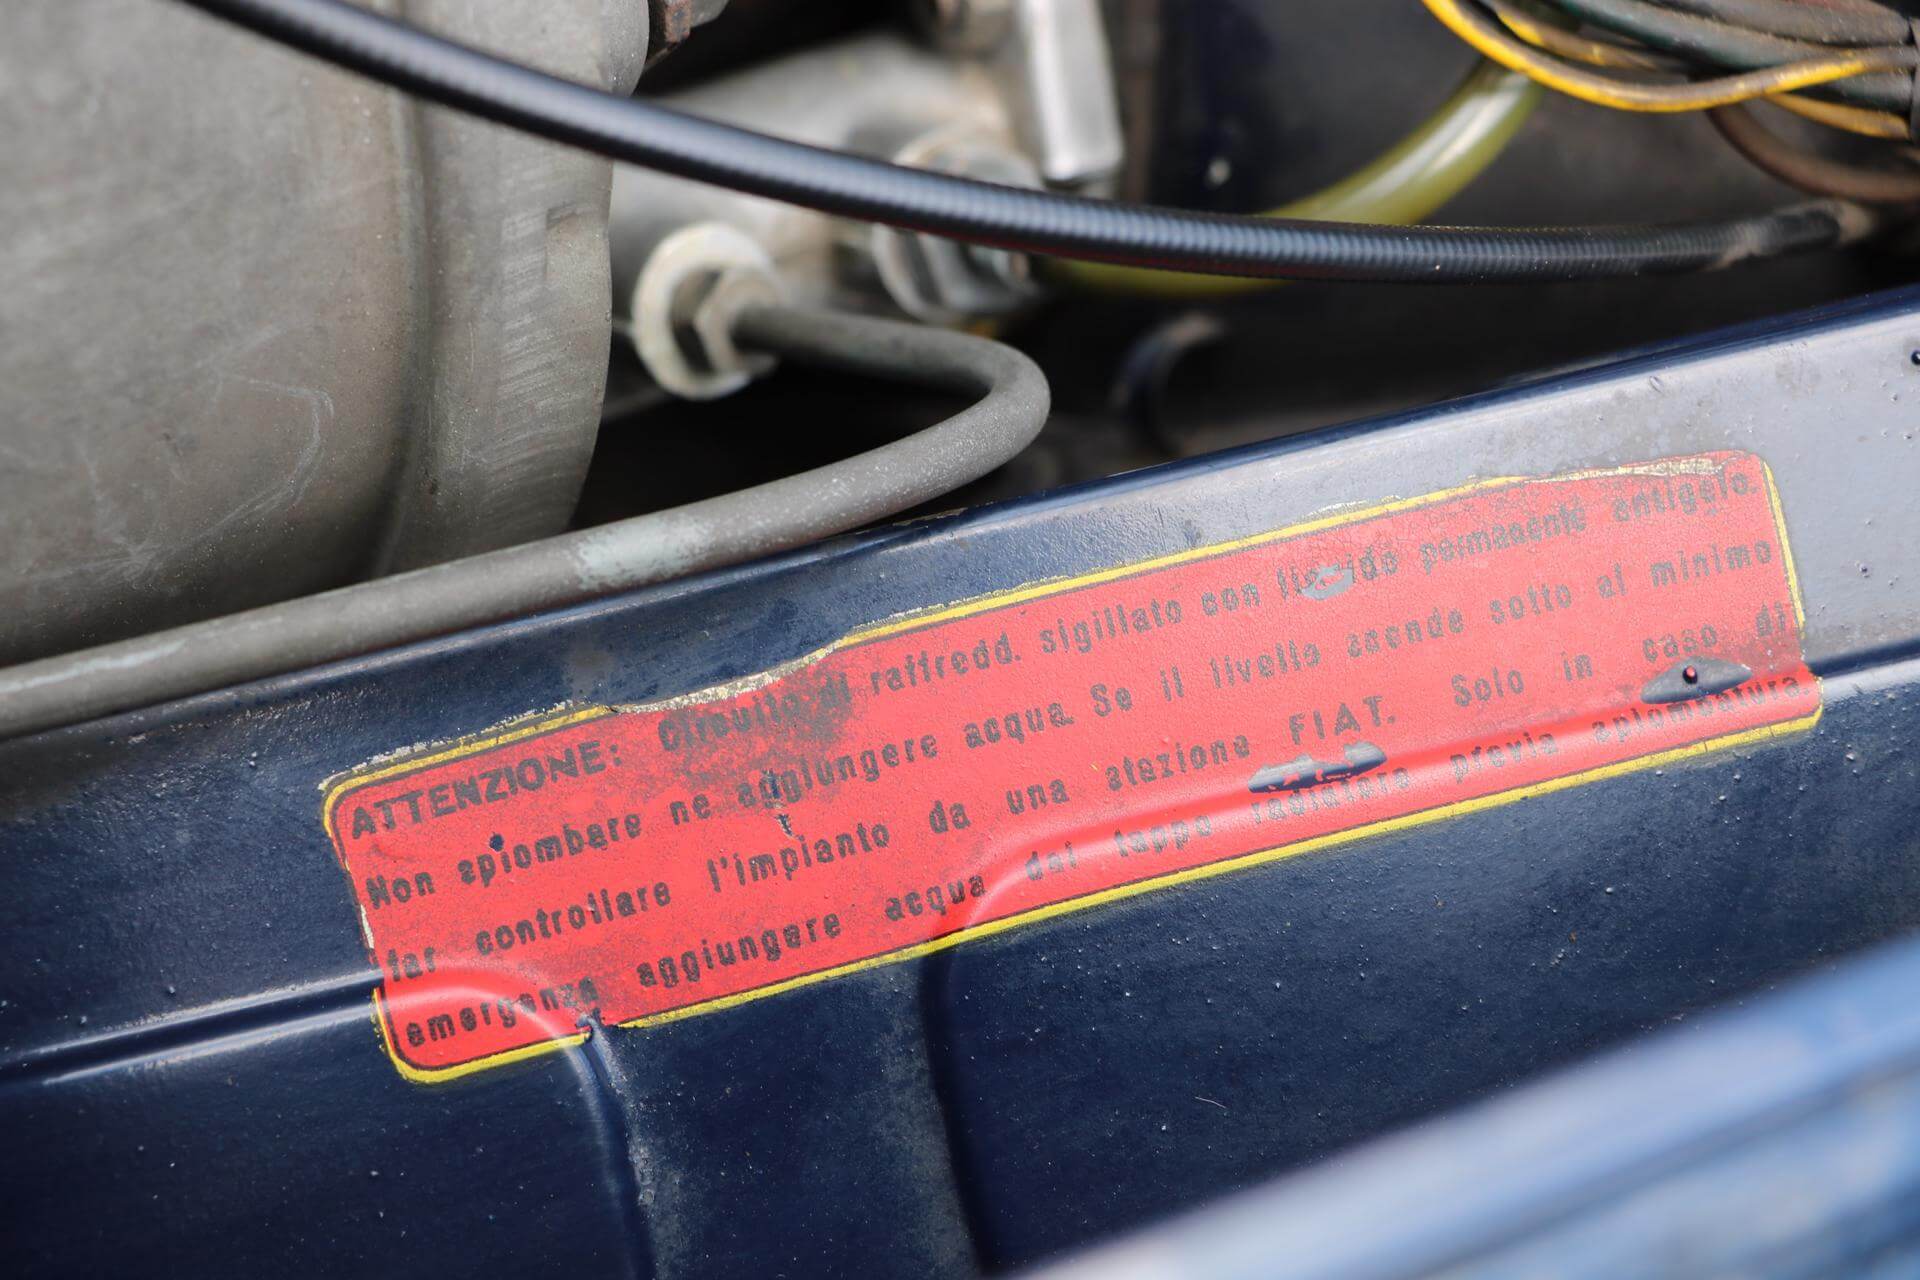 ATTENZIONE: Circuito di raffredd. sigillato con liquido permanente antigelo.
Non spiombare ne aggiungere acqua. Se il livello scende sotto al minimo
far controllare l'impianto da una stazione FIAT. Solo in caso di
emergenza aggiungere acqua dal tappo radiatore previa spiombatura.